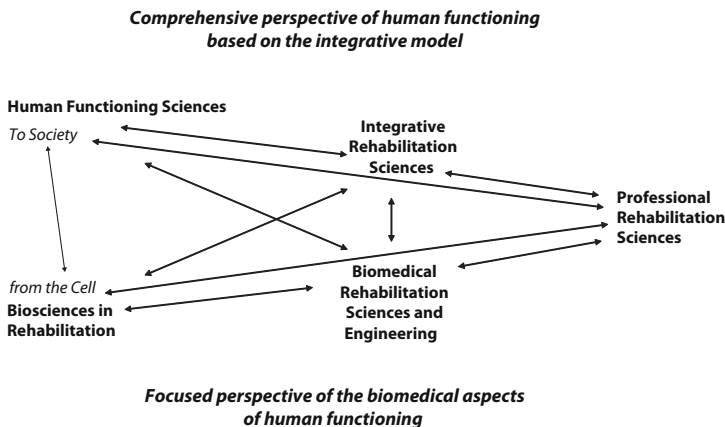 Comprehensive perspective of human functioning
based on the integrative model
Human Functioning Sciences
To Society
Integrative
Rehabilitation
Sciences
Professional
Rehabilitation
Sciences
from the Cell
Biosciences in
Rehabilitation
Biomedical
Rehabilitation
Sciences and
Engineering
Focused perspective of the biomedical aspects
of human functioning